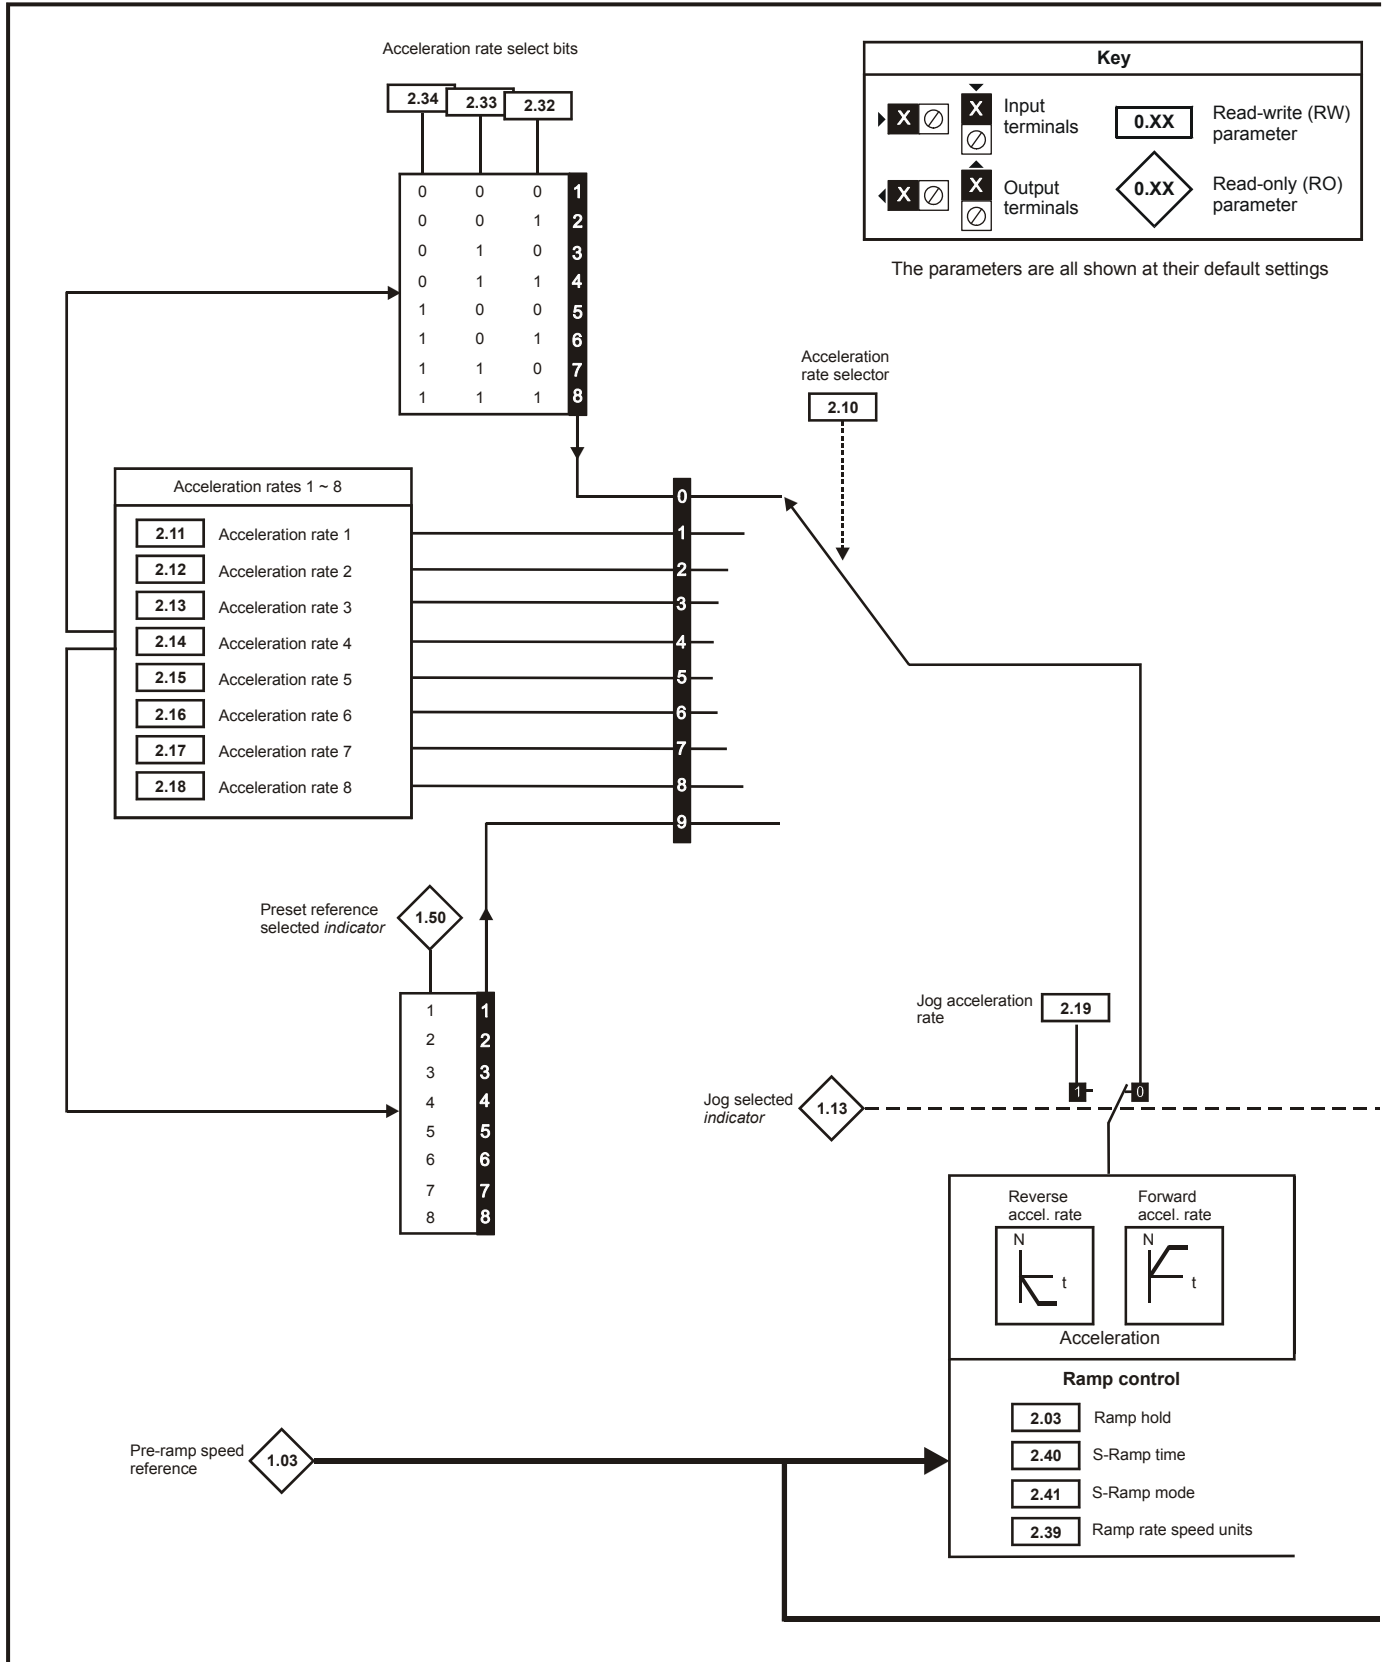 Acceleration rate select bits
2.34 2.33 2.32
0 0 0 1
0 0 1 2
0 1 0 3
0 1 1 4
1 0 0 5
1 0 1 6
1 1 0 7
1 1 1 8
Key
X Input
terminals
X
0.XX Read-write (RW)
parameter
X Output
terminals
X
0.XX Read-only (RO)
parameter
The parameters are all shown at their default settings
Acceleration
rate selector
2.10
Acceleration rates 1 ~ 8
2.11 Acceleration rate 1
2.12 Acceleration rate 2
2.13 Acceleration rate 3
2.14 Acceleration rate 4
2.15 Acceleration rate 5
2.16 Acceleration rate 6
2.17 Acceleration rate 7
2.18 Acceleration rate 8
0
1
2
3
4
5
6
7
8
9
Preset reference
selected indicator
1.50
1 1
2 2
3 3
4 4
5 5
6 6
7 7
8 8
Jog acceleration
rate
2.19
1 0
Jog selected
indicator
1.13
Reverse
accel. rate
N
t
Forward
accel. rate
N
t
Acceleration
Ramp control
2.03 Ramp hold
2.40 S-Ramp time
2.41 S-Ramp mode
2.39 Ramp rate speed units
Pre-ramp speed
reference
1.03